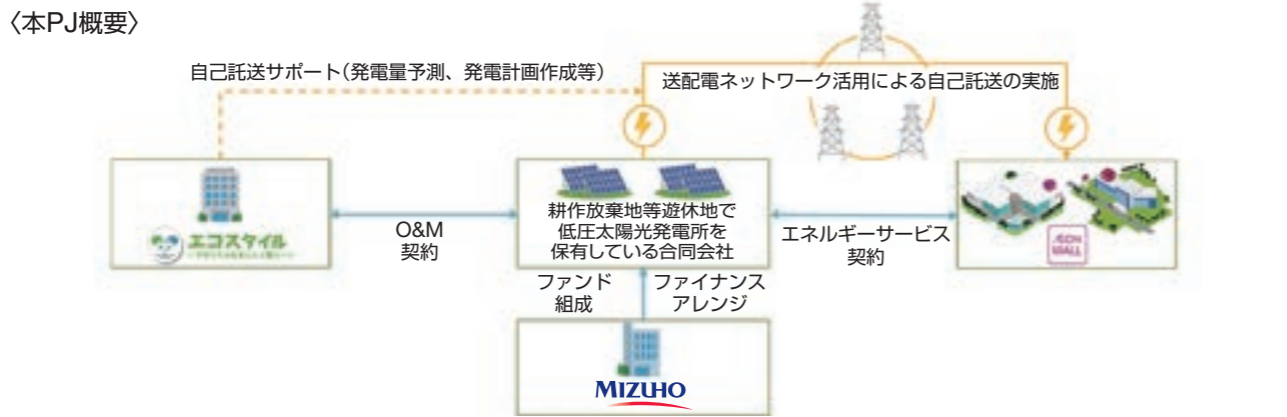 〈本PJ概要〉
自己託送サポート（発電量予測、発電計画作成等）
送配電ネットワーク活用による自己託送の実施
エコスタイル
O&M
契約
耕作放棄地等遊休地で
低圧太陽光発電所を
保有している合同会社
エネルギーサービス
契約
AEON
MALL
ファンド
組成
ファイナンス
アレンジ
MIZUHO